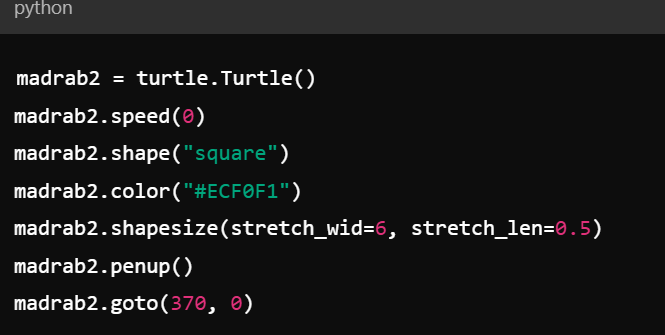 python
madrab2 = turtle.Turtle()
madrab2.speed(0)
madrab2.shape("square")
madrab2.color("#ECF0F1")
madrab2.shapesize(stretch_wid=6, stretch_len=0.5)
madrab2.penup()
madrab2.goto(370, 0)